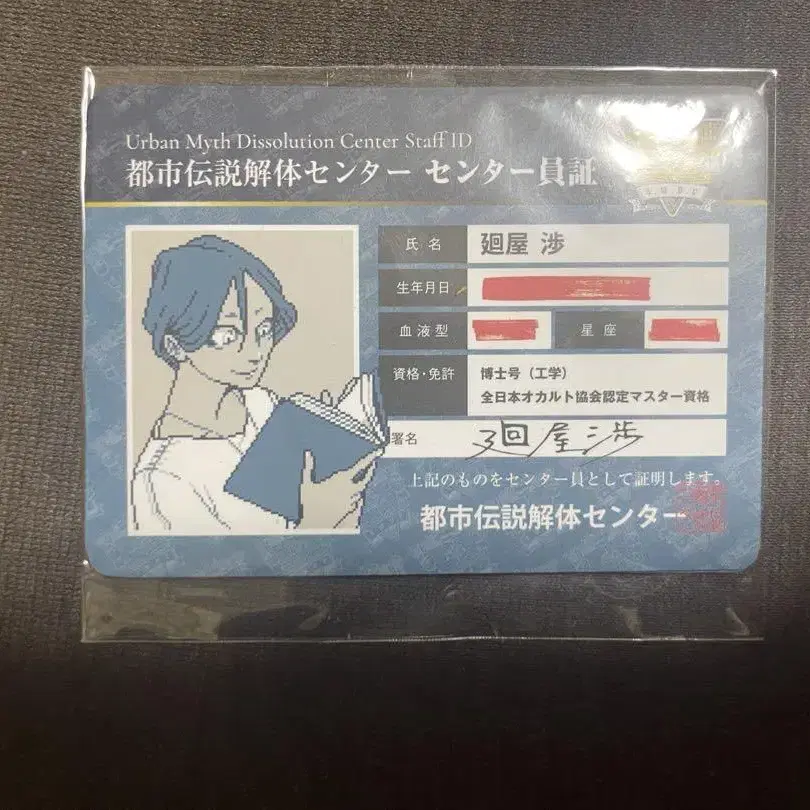 Urban Myth Dissolution Center Staff ID
都市伝説解体センター センター員証
氏名 廻屋 渉
生年月日
血液型 星座
資格・免許 博士号（工学）
全日本オカルト協会認定マスター資格
署名 廻屋渉
上記のものをセンター員として証明します。
都市伝説解体センター